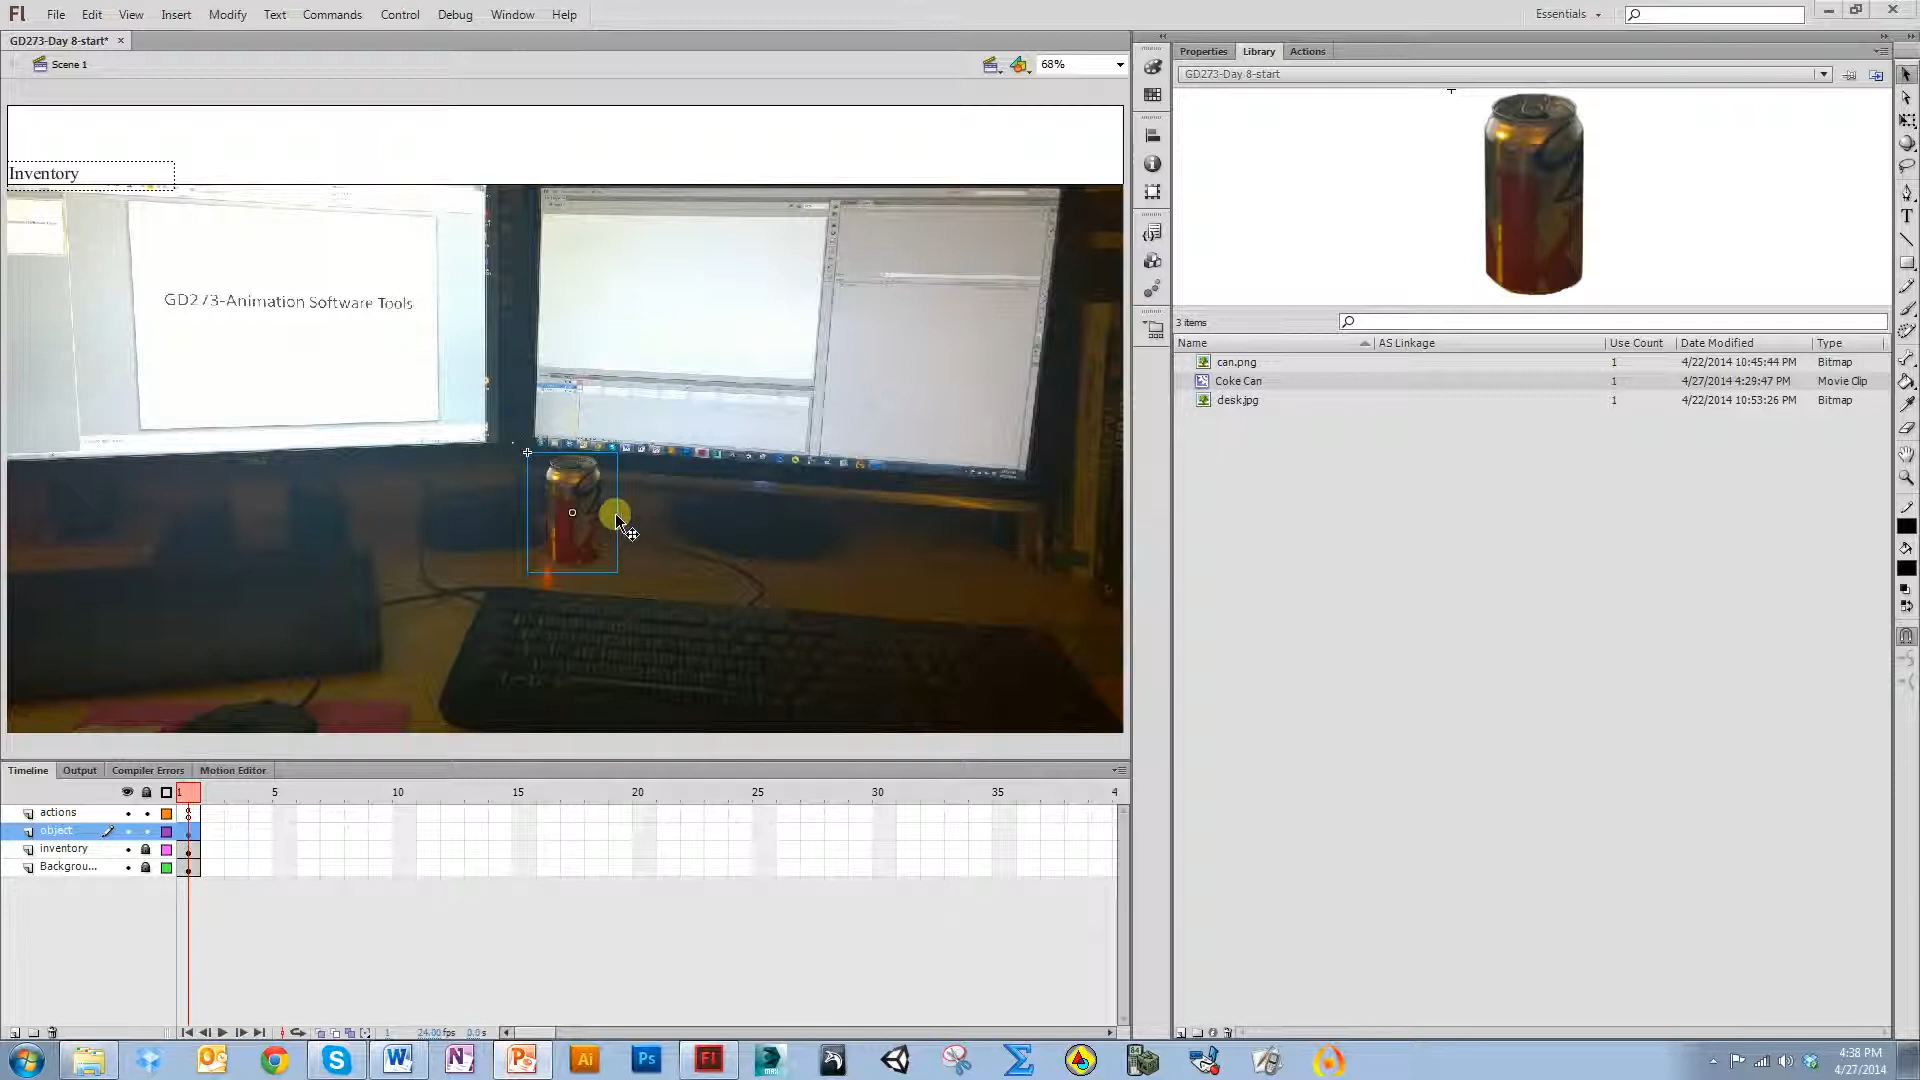 Fl File Edit View Insert Modify Text Commands Control Debug Window Help Essentials
GD273-Day 8-start* ×
Scene 1
68%
Properties Library Actions
GD273-Day 8-start
Inventory
GD273-Animation Software Tools
3 items
Name AS Linkage Use Count Date Modified Type
can.png 1 4/22/2014 10:45:44 PM Bitmap
Coke Can 1 4/27/2014 4:29:47 PM Movie Clip
desk.jpg 1 4/22/2014 10:53:26 PM Bitmap
Timeline Output Compiler Errors Motion Editor
1 5 10 15 20 25 30 35 4
actions
object
inventory
Backgrou...
1 24.00 fps 0.0 s
4:38 PM
4/27/2014